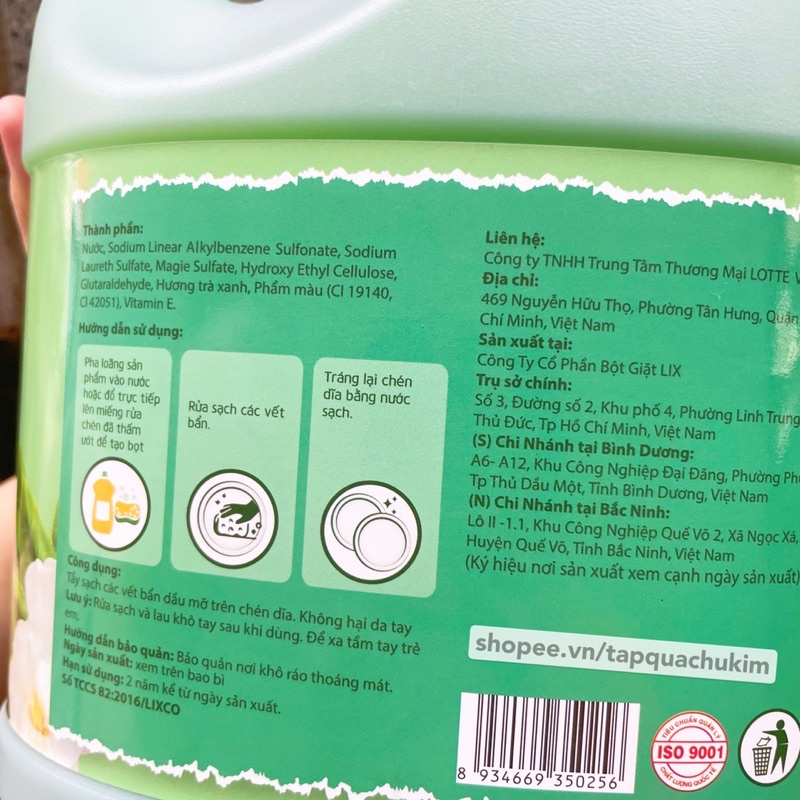 Thành phần:
Nước, Sodium Linear Alkylbenzene Sulfonate, Sodium
Laureth Sulfate, Magie Sulfate, Hydroxy Ethyl Cellulose,
Glutaraldehyde, Hương trà xanh, Phẩm màu (CI 19140,
CI 42051), Vitamin E.
Hướng dẫn sử dụng:
Pha loãng sản
phẩm vào nước
hoặc đổ trực tiếp
lên miếng rửa
chén đã thấm
ướt để tạo bọt
Rửa sạch các vết
bẩn.
Tráng lại chén
dĩa bằng nước
sạch.
Công dụng:
Tẩy sạch các vết bẩn dầu mỡ trên chén dĩa. Không hại da tay
Lưu ý: Rửa sạch và lau khô tay sau khi dùng. Để xa tầm tay trẻ
em.
Hướng dẫn bảo quản: Bảo quản nơi khô ráo thoáng mát.
Ngày sản xuất: xem trên bao bì
Hạn sử dụng: 2 năm kể từ ngày sản xuất.
Số TCCS 82:2016/LIXCO
Liên hệ:
Công ty TNHH Trung Tâm Thương Mại LOTTE V
Địa chỉ:
469 Nguyễn Hữu Thọ, Phường Tân Hưng, Quận
Chí Minh, Việt Nam
Sản xuất tại:
Công Ty Cổ Phần Bột Giặt LIX
Trụ sở chính:
Số 3, Đường số 2, Khu phố 4, Phường Linh Trung
Thủ Đức, Tp Hồ Chí Minh, Việt Nam
(S) Chi Nhánh tại Bình Dương:
A6- A12, Khu Công Nghiệp Đại Đăng, Phường Ph
Tp Thủ Dầu Một, Tỉnh Bình Dương, Việt Nam
(N) Chi Nhánh tại Bắc Ninh:
Lô II -1.1, Khu Công Nghiệp Quế Võ 2, Xã Ngọc Xá,
Huyện Quế Võ, Tỉnh Bắc Ninh, Việt Nam
(Ký hiệu nơi sản xuất xem cạnh ngày sản xuất)
shopee.vn/tapquachukim
8 934669 350256
TIÊU CHUẨN QUẢN LÝ
ISO 9001
CHẤT LƯỢNG QUỐC TẾ